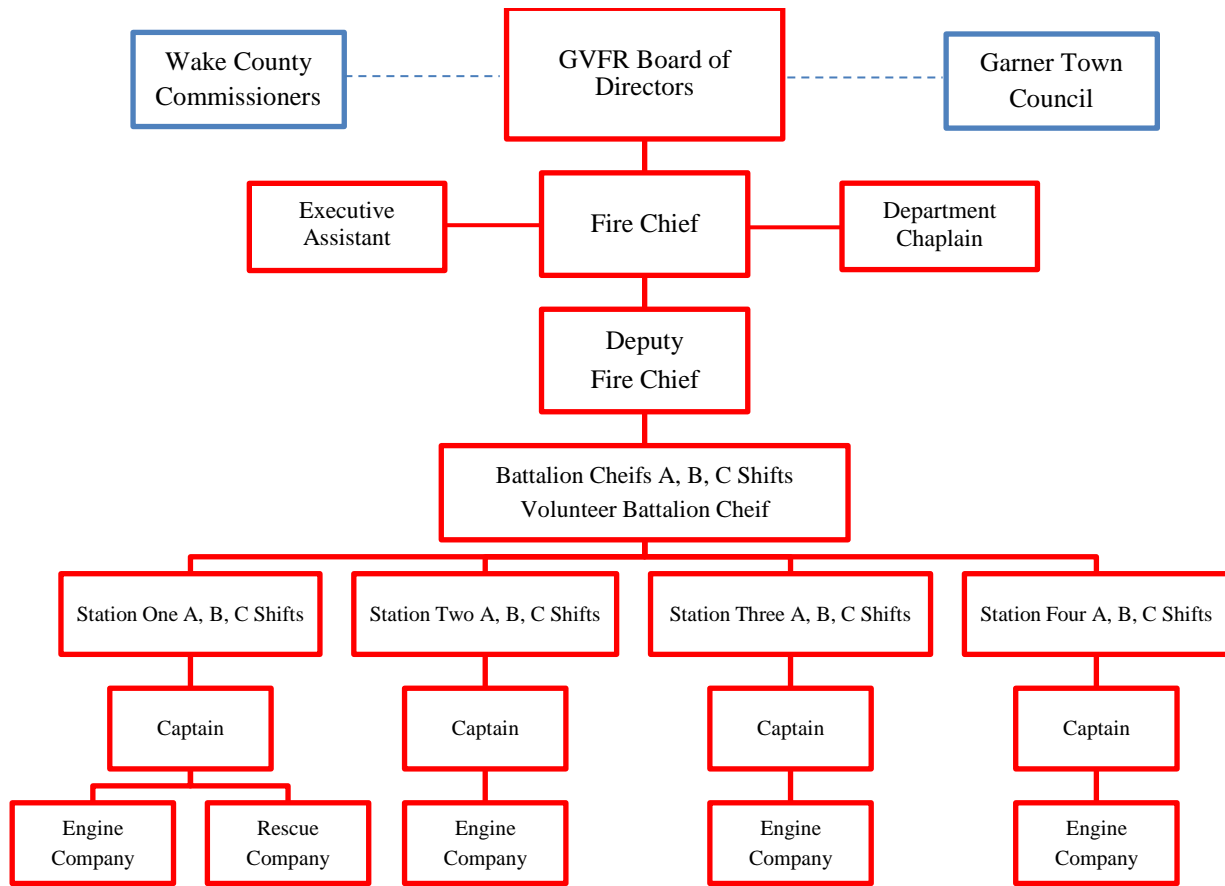 Wake County
Commissioners
GVFR Board of
Directors
Garner Town
Council
Executive
Assistant
Fire Chief
Department
Chaplain
Deputy
Fire Chief
Battalion Cheifs A, B, C Shifts
Volunteer Battalion Cheif
Station One A, B, C Shifts
Station Two A, B, C Shifts
Station Three A, B, C Shifts
Station Four A, B, C Shifts
Captain
Captain
Captain
Captain
Engine
Company
Rescue
Company
Engine
Company
Engine
Company
Engine
Company